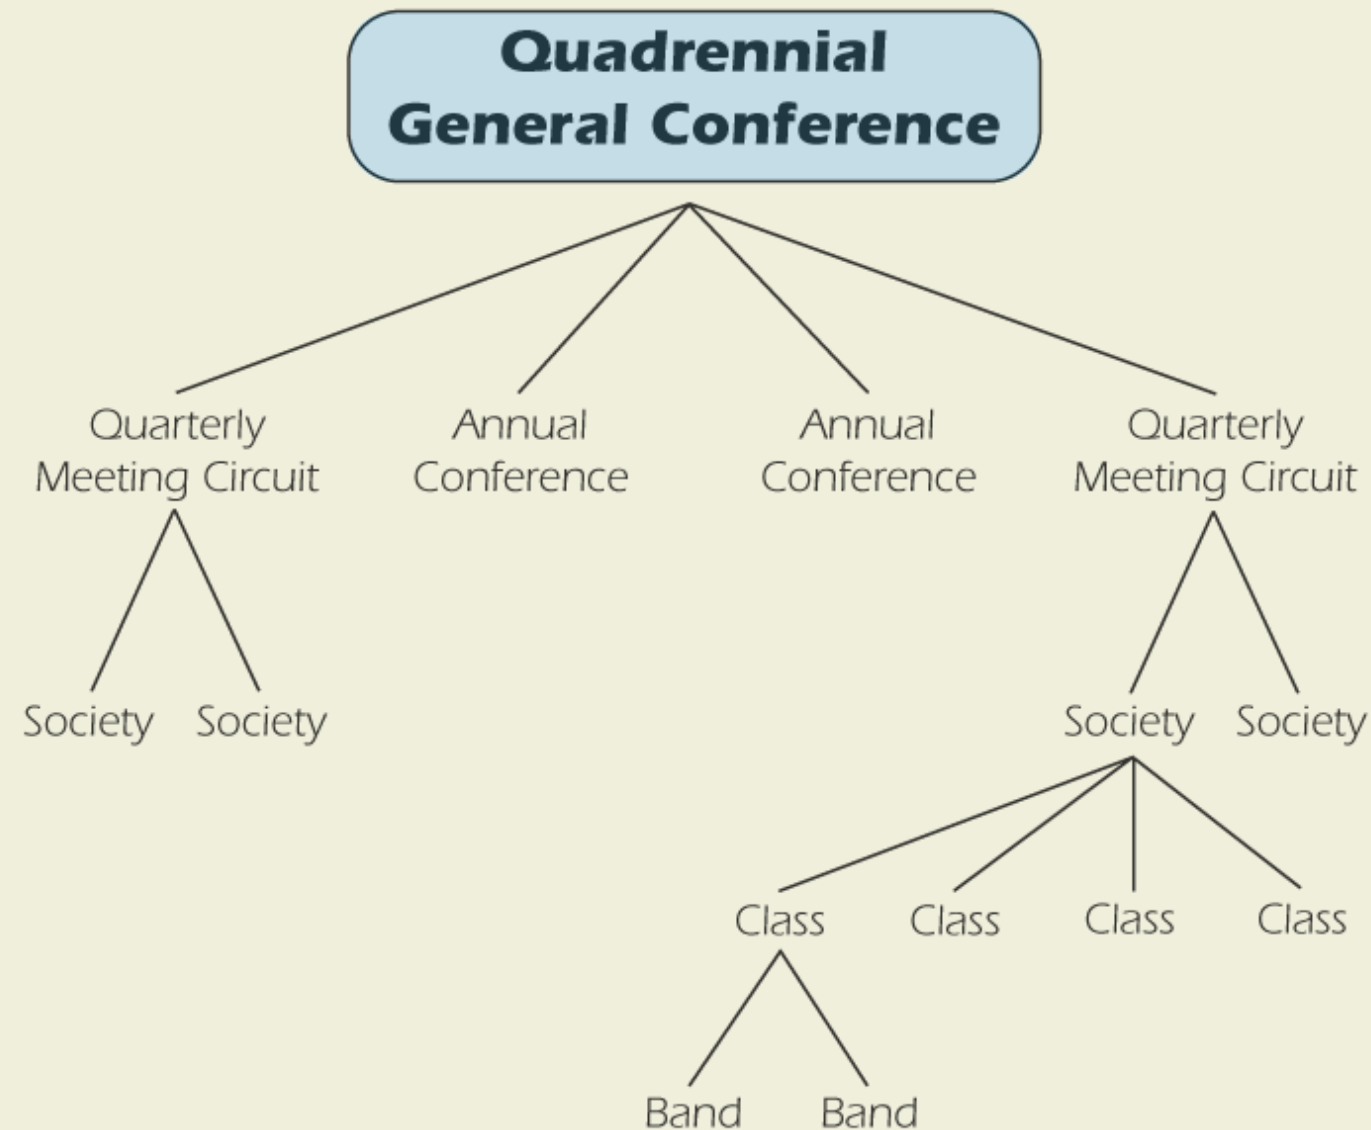 Quadrennial
General Conference
Quarterly
Meeting Circuit
Annual
Conference
Annual
Conference
Quarterly
Meeting Circuit
Society
Society
Society
Society
Class
Class
Class
Class
Band
Band